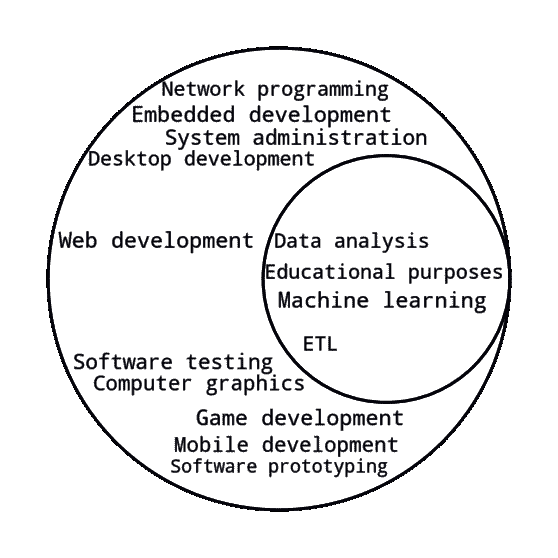 Network programming
Embedded development
System administration
Desktop development
Web development
Data analysis
Educational purposes
Machine learning
ETL
Software testing
Computer graphics
Game development
Mobile development
Software prototyping